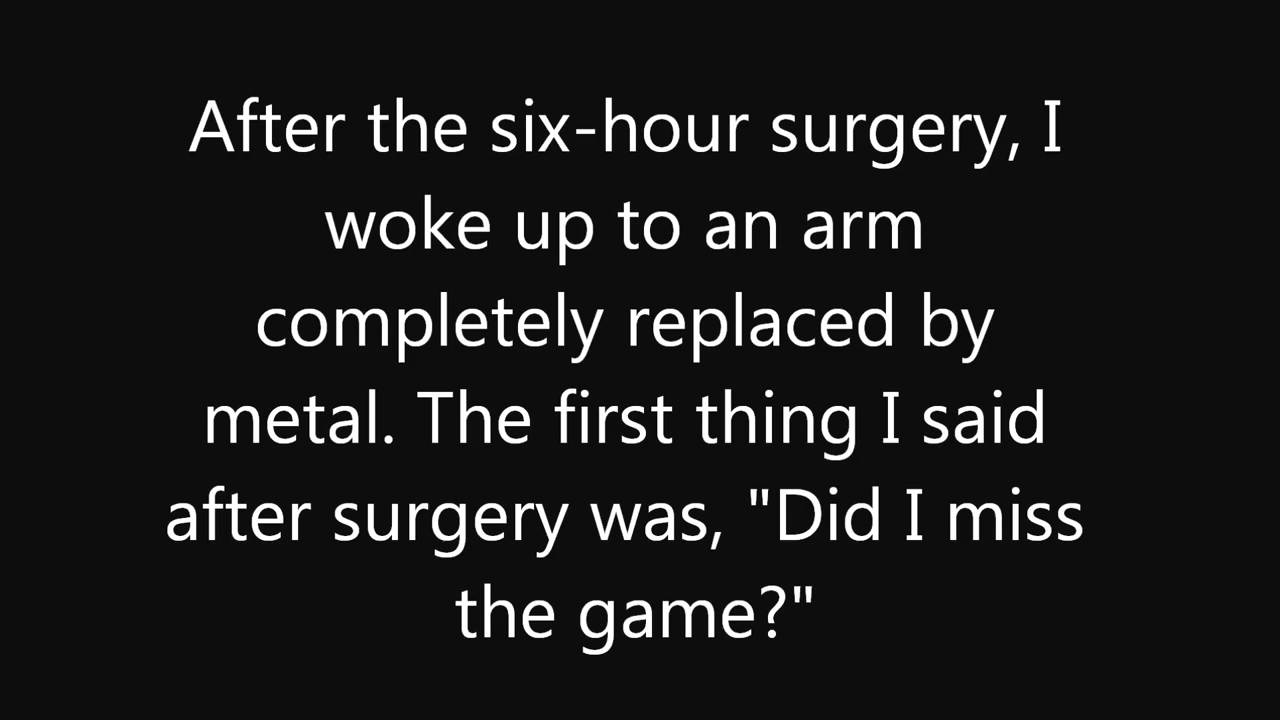 After the six-hour surgery, I
woke up to an arm
completely replaced by
metal. The first thing I said
after surgery was, "Did I miss
the game?"